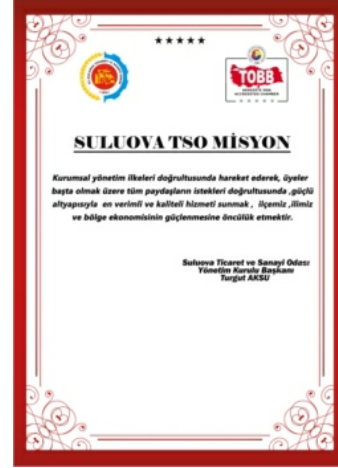 TOBB
SULUOVA TSO MİSYON
Kurumsal yönetim ilkeleri doğrultusunda hareket ederek, üyeler
başta olmak üzere tüm paydaşların istekleri doğrultusunda ,güçlü
altyapısıyla en verimli ve kaliteli hizmeti sunmak , ilçemiz ,ilimiz
ve bölge ekonomisinin güçlenmesine öncülük etmektir.
Suluova Ticaret ve Sanayi Odası
Yönetim Kurulu Başkanı
Turgut AKSU